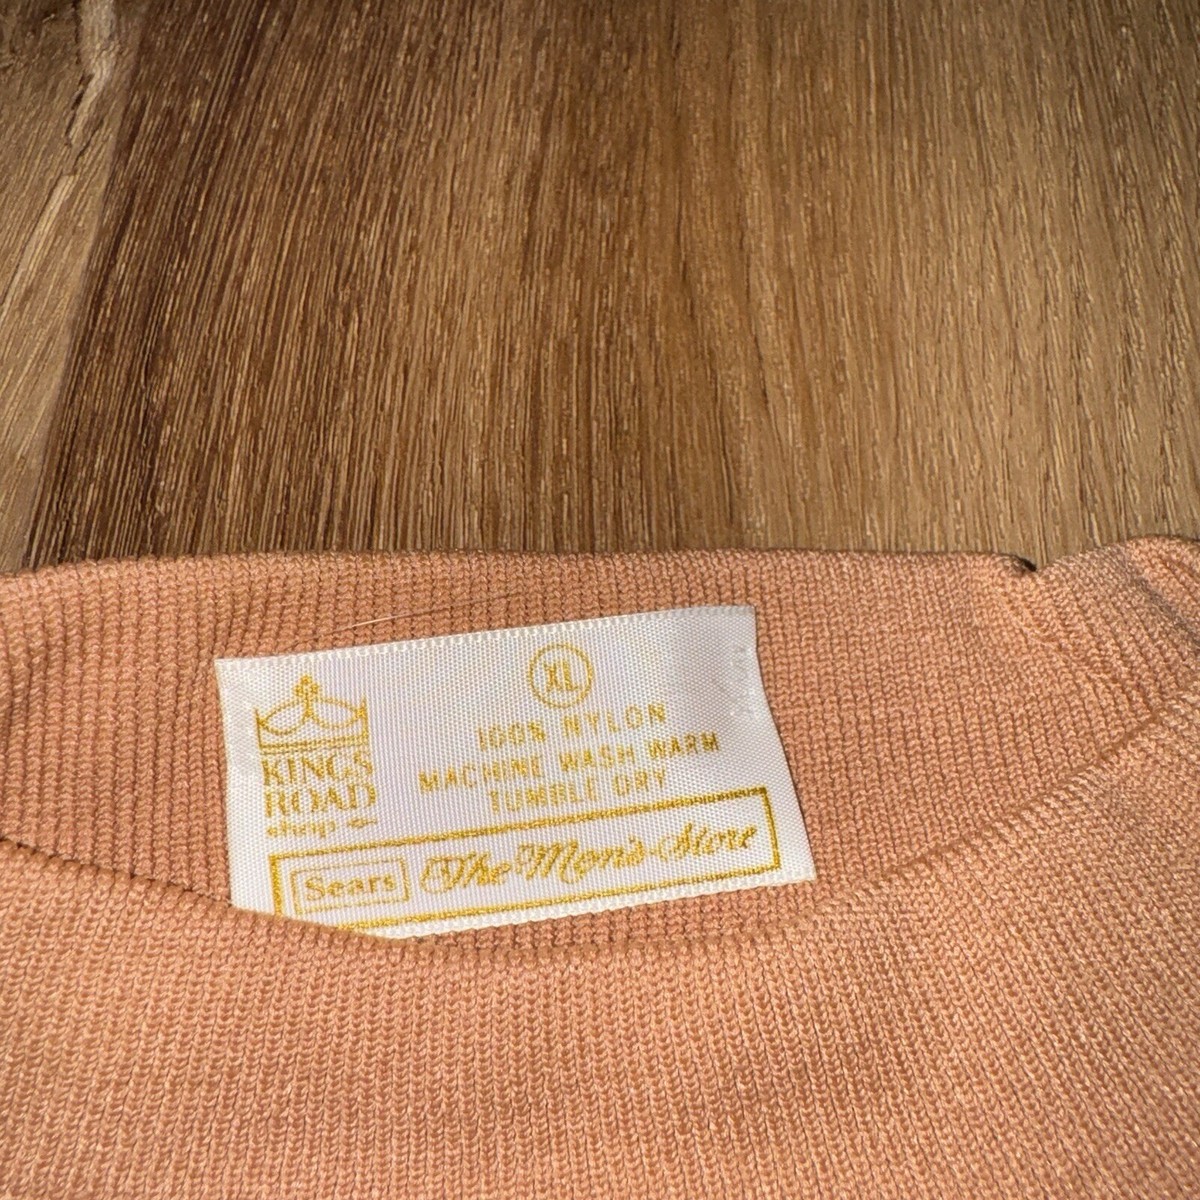 KINGS
ROAD
shop
XL
100% NYLON
MACHINE WASH WARM
TUMBLE DRY
Sears The Men's Store